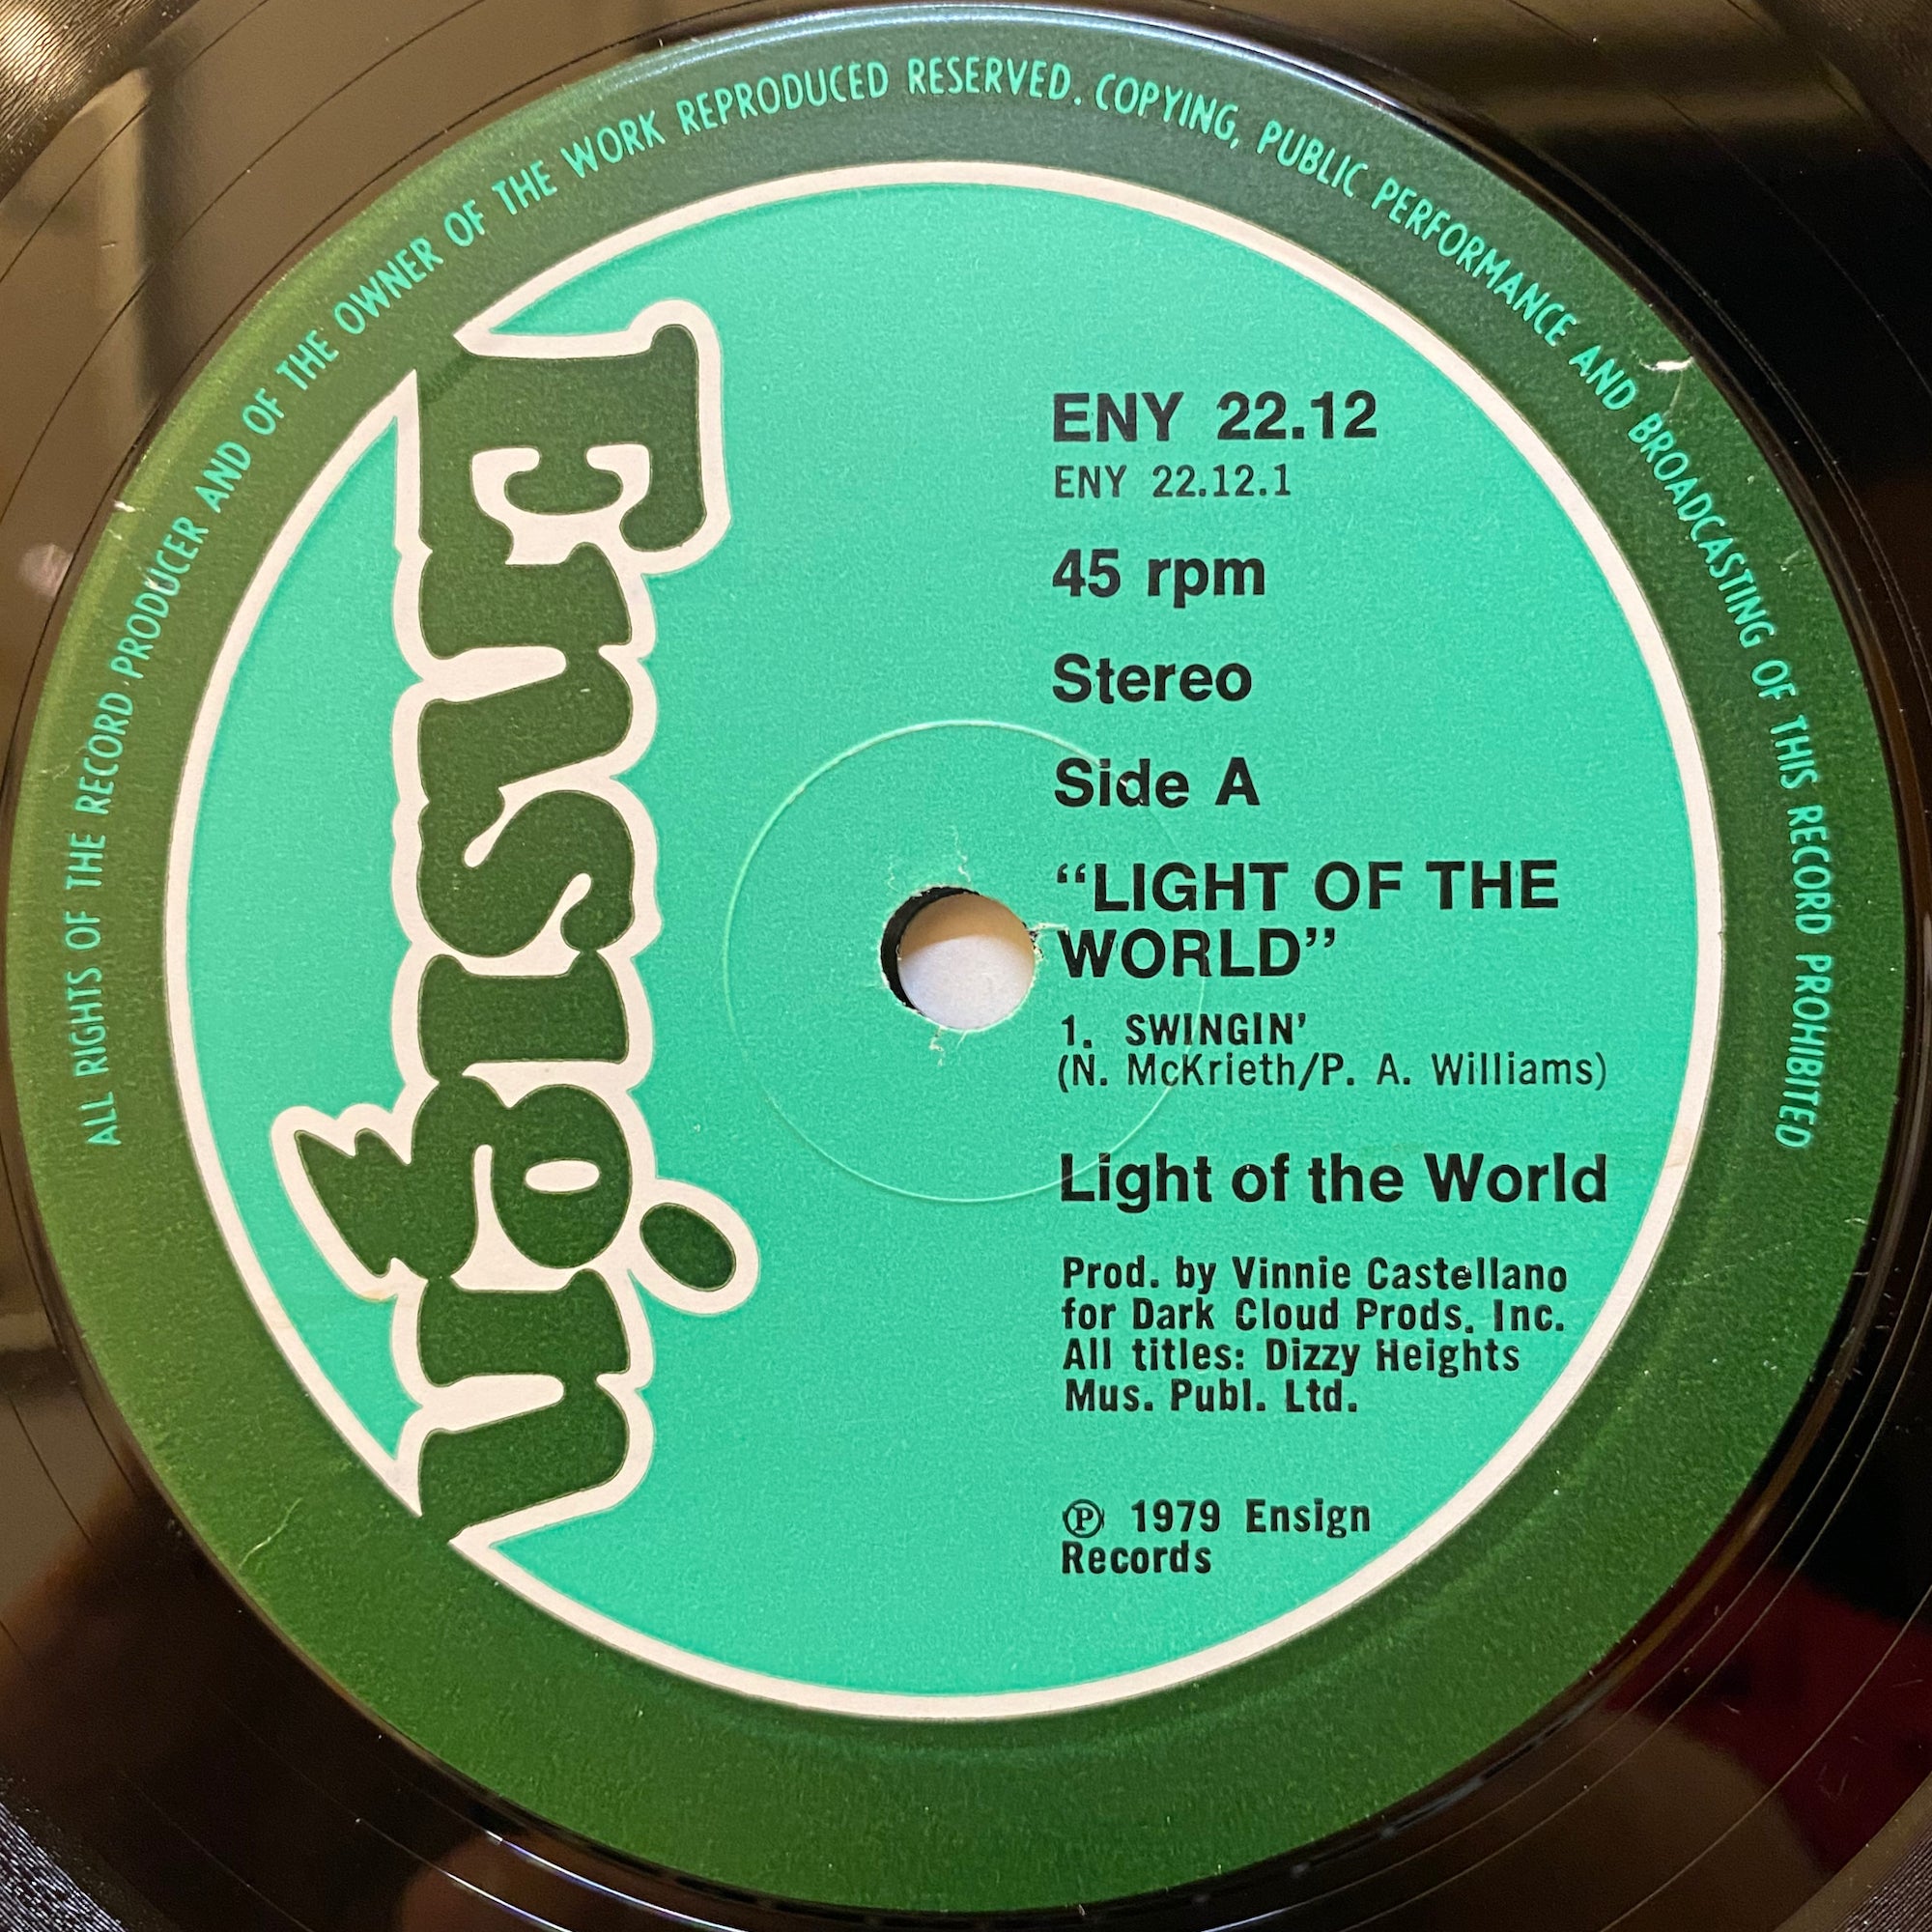 ALL RIGHTS OF THE RECORD PRODUCER AND OF THE OWNER OF THE WORK REPRODUCED RESERVED. COPYING, PUBLIC PERFORMANCE AND BROADCASTING OF THIS RECORD PROHIBITED
Ensign
ENY 22.12
ENY 22.12.1
45 rpm
Stereo
Side A
“LIGHT OF THE
WORLD”
1. SWINGIN’
(N. McKrieth/P. A. Williams)
Light of the World
Prod. by Vinnie Castellano
for Dark Cloud Prods. Inc.
All titles: Dizzy Heights
Mus. Publ. Ltd.
℗ 1979 Ensign
Records